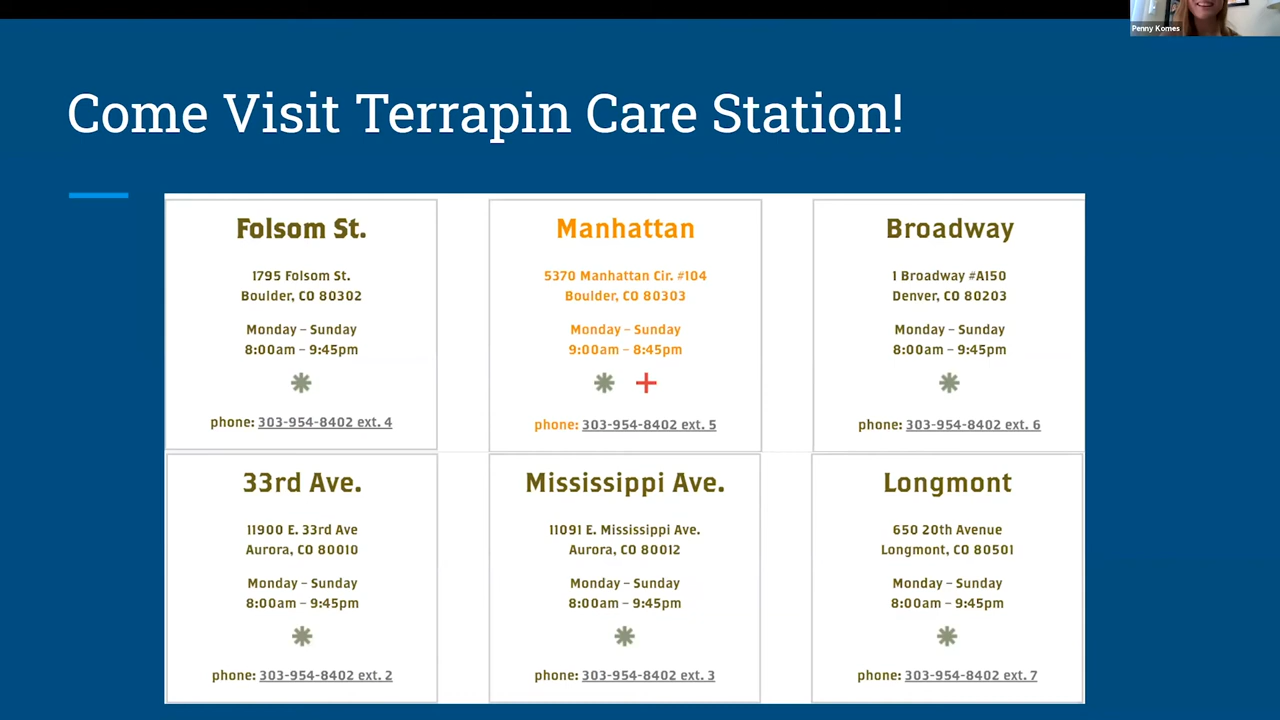 Penny Komes
Come Visit Terrapin Care Station!
Folsom St.
1795 Folsom St.
Boulder, CO 80302
Monday – Sunday
8:00am – 9:45pm
phone: 303-954-8402 ext. 4
Manhattan
5370 Manhattan Cir. #104
Boulder, CO 80303
Monday – Sunday
9:00am – 8:45pm
phone: 303-954-8402 ext. 5
Broadway
1 Broadway #A150
Denver, CO 80203
Monday – Sunday
8:00am – 9:45pm
phone: 303-954-8402 ext. 6
33rd Ave.
11900 E. 33rd Ave
Aurora, CO 80010
Monday – Sunday
8:00am – 9:45pm
phone: 303-954-8402 ext. 2
Mississippi Ave.
11091 E. Mississippi Ave.
Aurora, CO 80012
Monday – Sunday
8:00am – 9:45pm
phone: 303-954-8402 ext. 3
Longmont
650 20th Avenue
Longmont, CO 80501
Monday – Sunday
8:00am – 9:45pm
phone: 303-954-8402 ext. 7